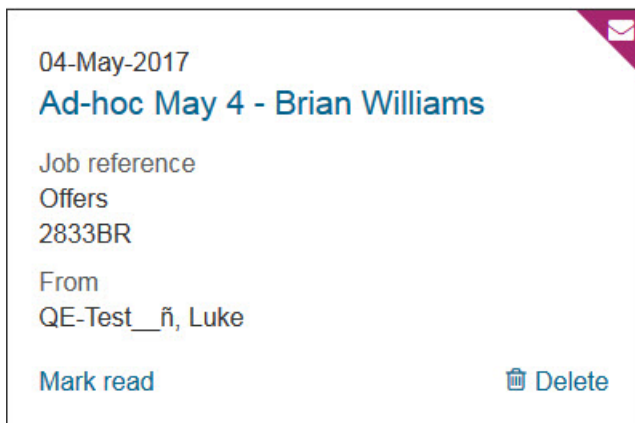 04-May-2017
Ad-hoc May 4 - Brian Williams
Job reference
Offers
2833BR
From
QE-Test__ñ, Luke
Mark read
Delete